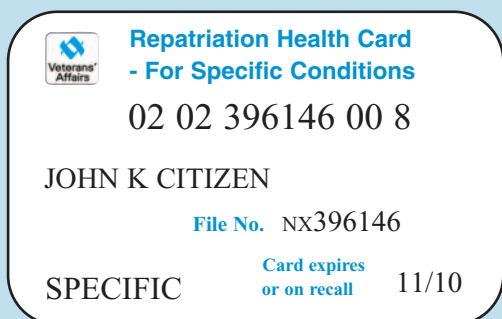 Veterans'
Affairs
Repatriation Health Card
- For Specific Conditions
02 02 396146 00 8
JOHN K CITIZEN
File No. NX396146
SPECIFIC
Card expires
or on recall
11/10